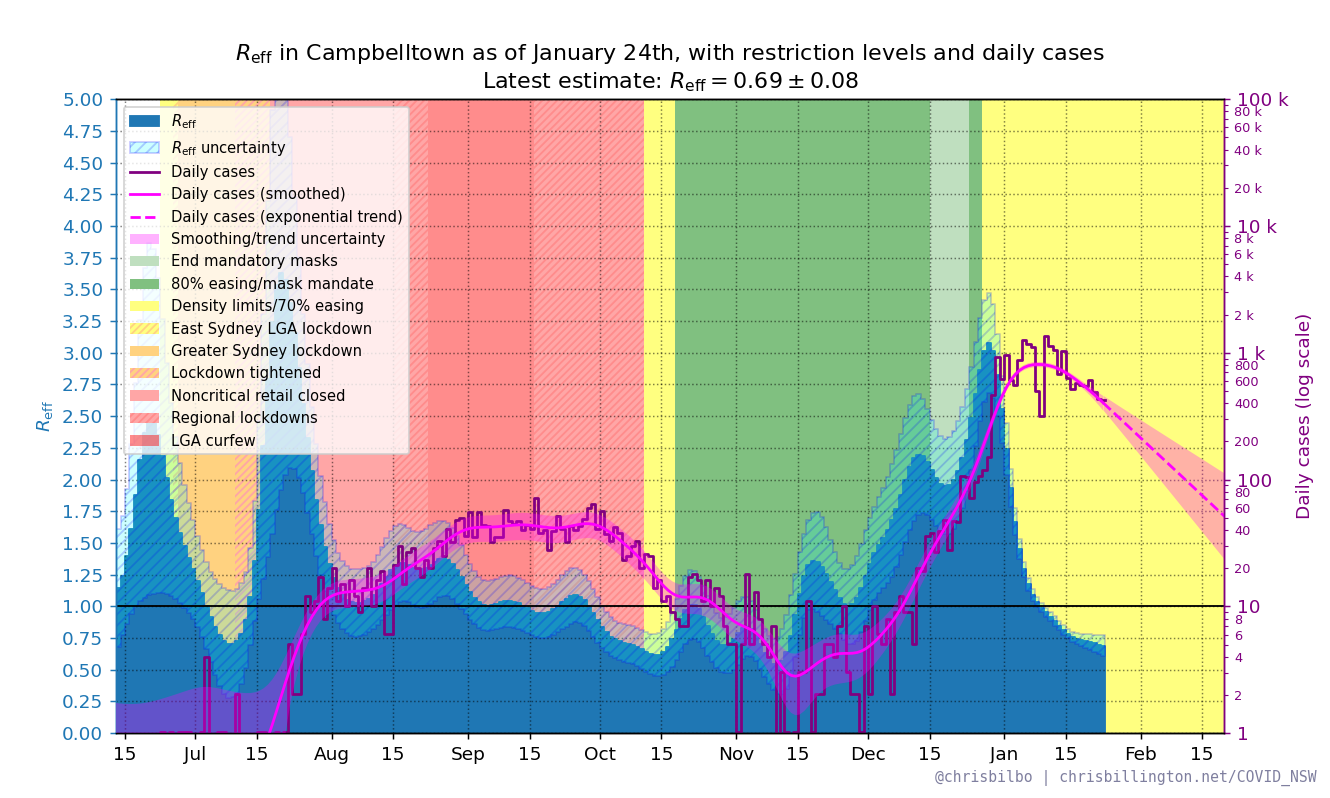 R_eff in Campbelltown as of January 24th, with restriction levels and daily cases
Latest estimate: R_eff = 0.69 ± 0.08
R_eff
R_eff uncertainty
Daily cases
Daily cases (smoothed)
Daily cases (exponential trend)
Smoothing/trend uncertainty
End mandatory masks
80% easing/mask mandate
Density limits/70% easing
East Sydney LGA lockdown
Greater Sydney lockdown
Lockdown tightened
Noncritical retail closed
Regional lockdowns
LGA curfew
R_eff
5.00
4.75
4.50
4.25
4.00
3.75
3.50
3.25
3.00
2.75
2.50
2.25
2.00
1.75
1.50
1.25
1.00
0.75
0.50
0.25
0.00
15 Jul 15 Aug 15 Sep 15 Oct 15 Nov 15 Dec 15 Jan 15 Feb 15
100 k
80 k
60 k
40 k
20 k
10 k
8 k
6 k
4 k
2 k
1 k
800
600
400
200
100
80
60
40
20
10
8
6
4
2
1
Daily cases (log scale)
@chrisbilbo | chrisbillington.net/COVID_NSW